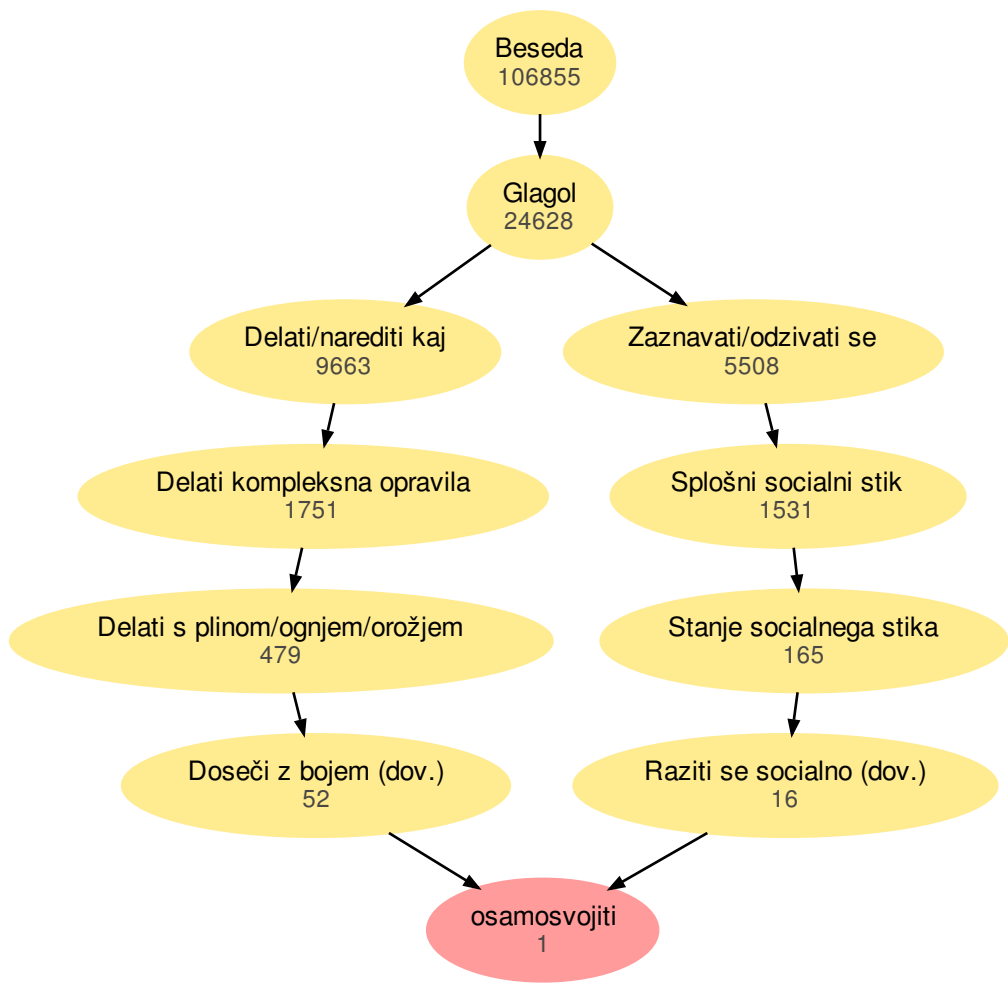 Beseda
106855
Glagol
24628
Delati/narediti kaj
9663
Zaznavati/odzivati se
5508
Delati kompleksna opravila
1751
Splošni socialni stik
1531
Delati s plinom/ognjem/orožjem
479
Stanje socialnega stika
165
Doseči z bojem (dov.)
52
Raziti se socialno (dov.)
16
osamosvojiti
1